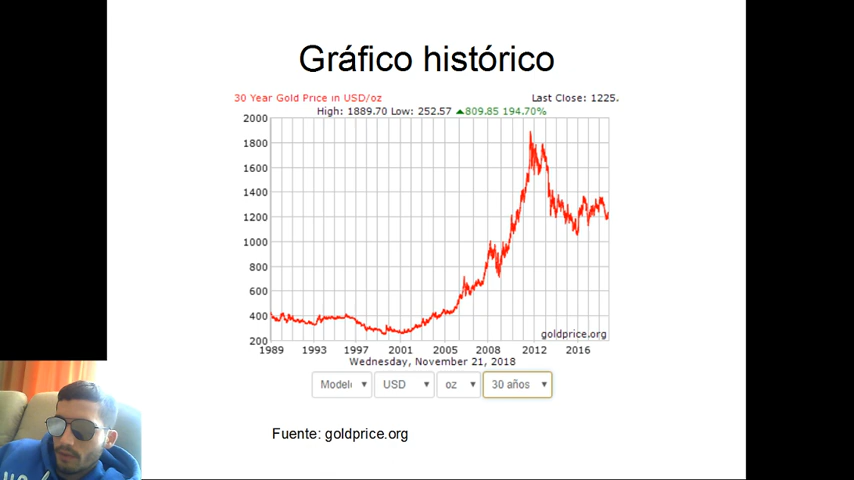 Gráfico histórico
30 Year Gold Price in USD/oz Last Close: 1225.
High: 1889.70 Low: 252.57 ▲809.85 194.70%
2000
1800
1600
1400
1200
1000
800
600
400
200
goldprice.org
1989 1993 1997 2001 2005 2008 2012 2016
Wednesday, November 21, 2018
Modelo ▼ USD ▼ oz ▼ 30 años ▼
Fuente: goldprice.org